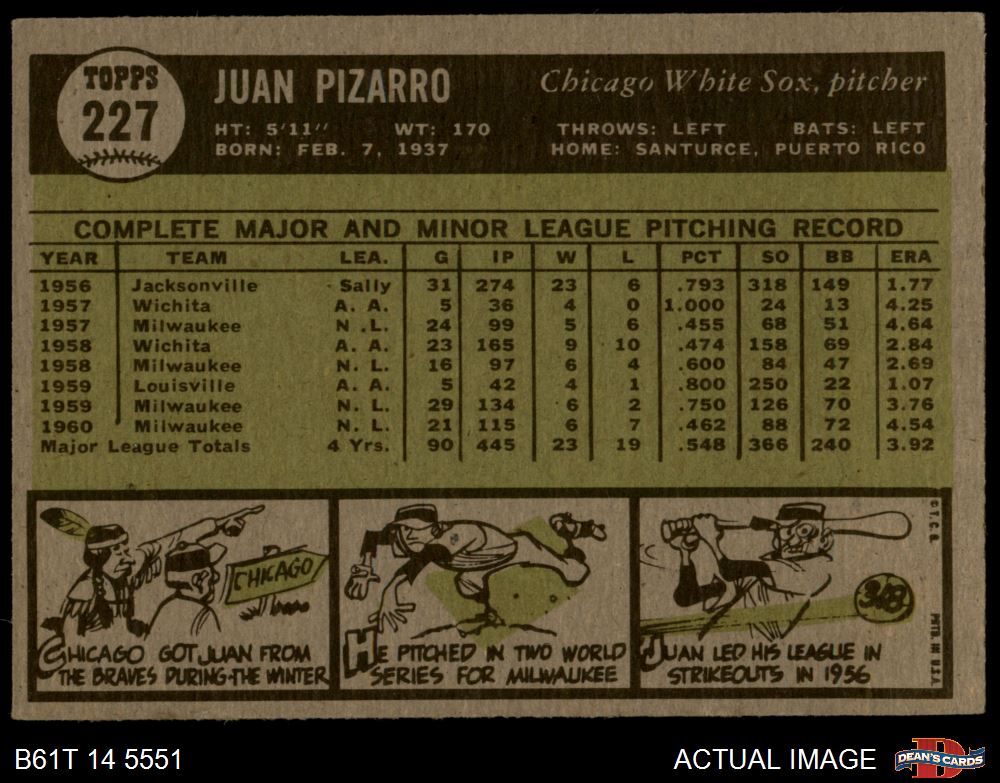 TOPPS
227
JUAN PIZARRO
Chicago White Sox, pitcher
HT: 5'11" WT: 170 THROWS: LEFT BATS: LEFT
BORN: FEB. 7, 1937 HOME: SANTURCE, PUERTO RICO
COMPLETE MAJOR AND MINOR LEAGUE PITCHING RECORD
YEAR TEAM LEA. G IP W L PCT SO BB ERA
1956 Jacksonville Sally 31 274 23 6 .793 318 149 1.77
1957 Wichita A. A. 5 36 4 0 1.000 24 13 4.25
1957 Milwaukee N. L. 24 99 5 6 .455 68 51 4.64
1958 Wichita A. A. 23 165 9 10 .474 158 69 2.84
1958 Milwaukee N. L. 16 97 6 4 .600 84 47 2.69
1959 Louisville A. A. 5 42 4 1 .800 250 22 1.07
1959 Milwaukee N. L. 29 134 6 2 .750 126 70 3.76
1960 Milwaukee N. L. 21 115 6 7 .462 88 72 4.54
Major League Totals 4 Yrs. 90 445 23 19 .548 366 240 3.92
CHICAGO
CHICAGO GOT JUAN FROM
THE BRAVES DURING THE WINTER
HE PITCHED IN TWO WORLD
SERIES FOR MILWAUKEE
318
JUAN LED HIS LEAGUE IN
STRIKEOUTS IN 1956
© T. C. G.
PRTD. IN U.S.A.
B61T 14 5551
ACTUAL IMAGE
D
DEAN'S CARDS